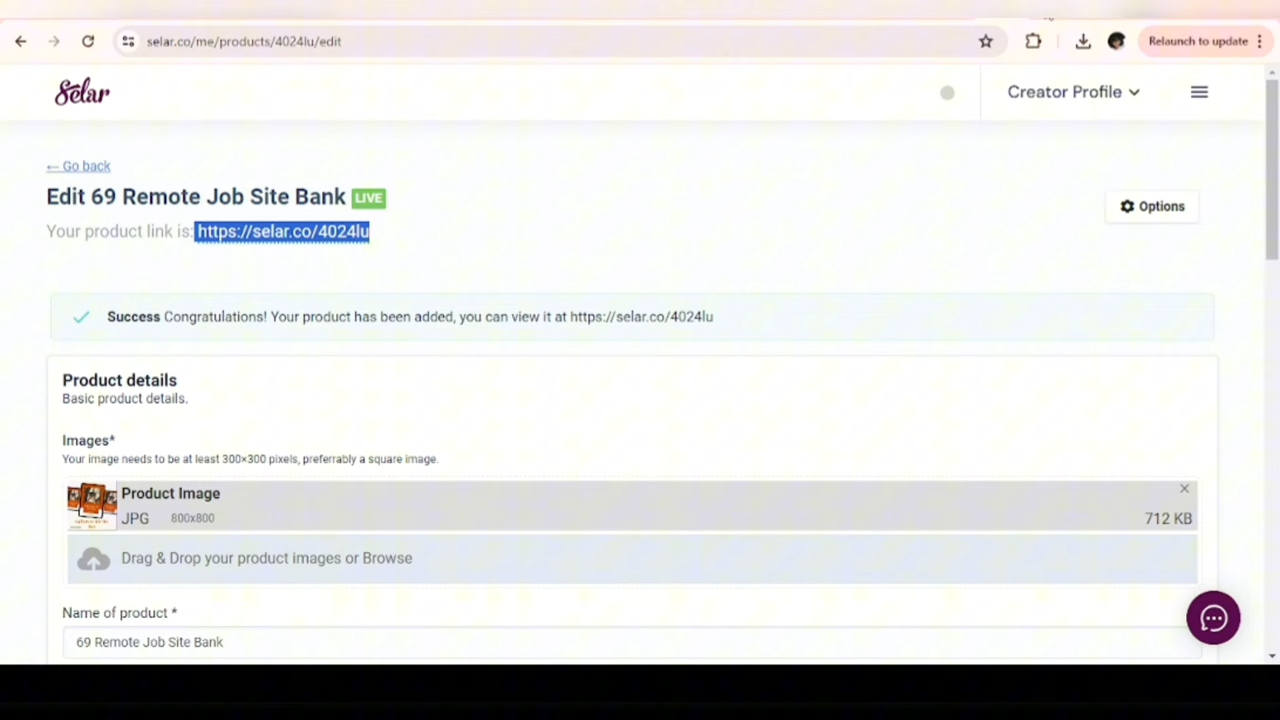 selar.co/me/products/4024lu/edit
Relaunch to update
Selar
Creator Profile
← Go back
Edit 69 Remote Job Site Bank LIVE
Your product link is: https://selar.co/4024lu
Options
Success Congratulations! Your product has been added, you can view it at https://selar.co/4024lu
Product details
Basic product details.
Images*
Your image needs to be at least 300×300 pixels, preferrably a square image.
Product Image
JPG 800x800
712 KB
Drag & Drop your product images or Browse
Name of product *
69 Remote Job Site Bank